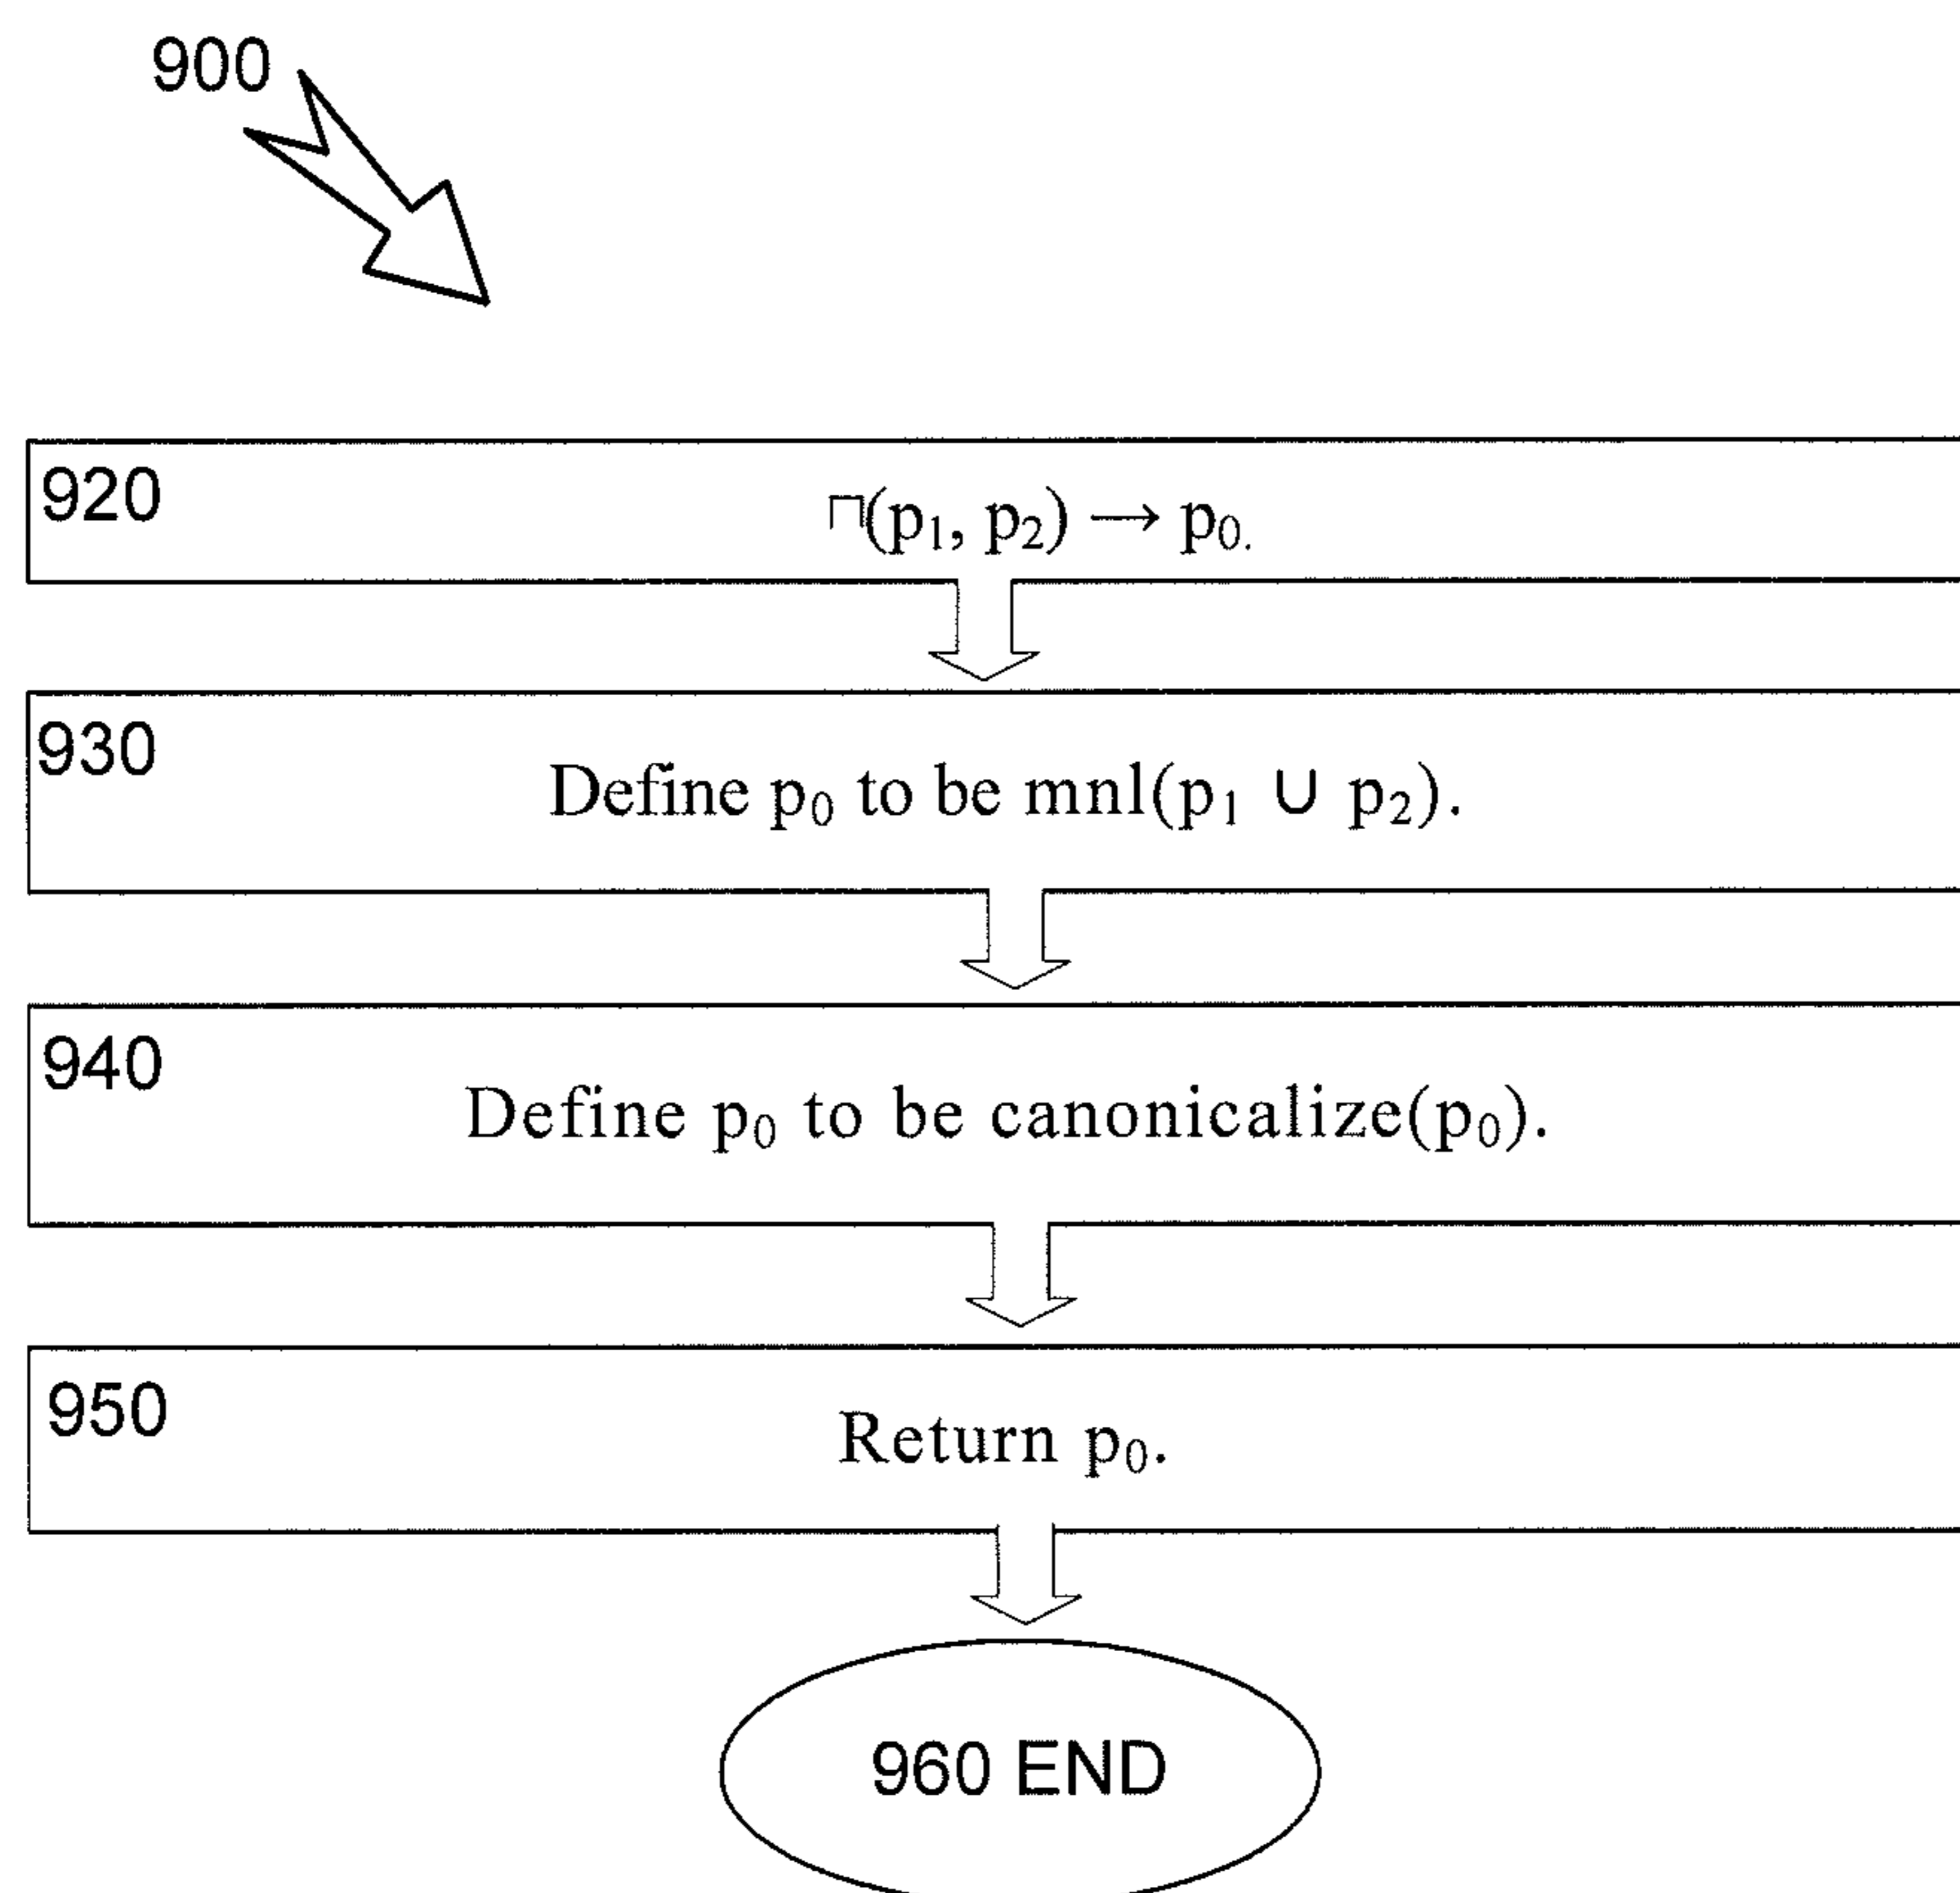 900
920
⊓(p₁, p₂) → p₀.
930
Define p₀ to be mnl(p₁ ∪ p₂).
940
Define p₀ to be canonicalize(p₀).
950
Return p₀.
960 END